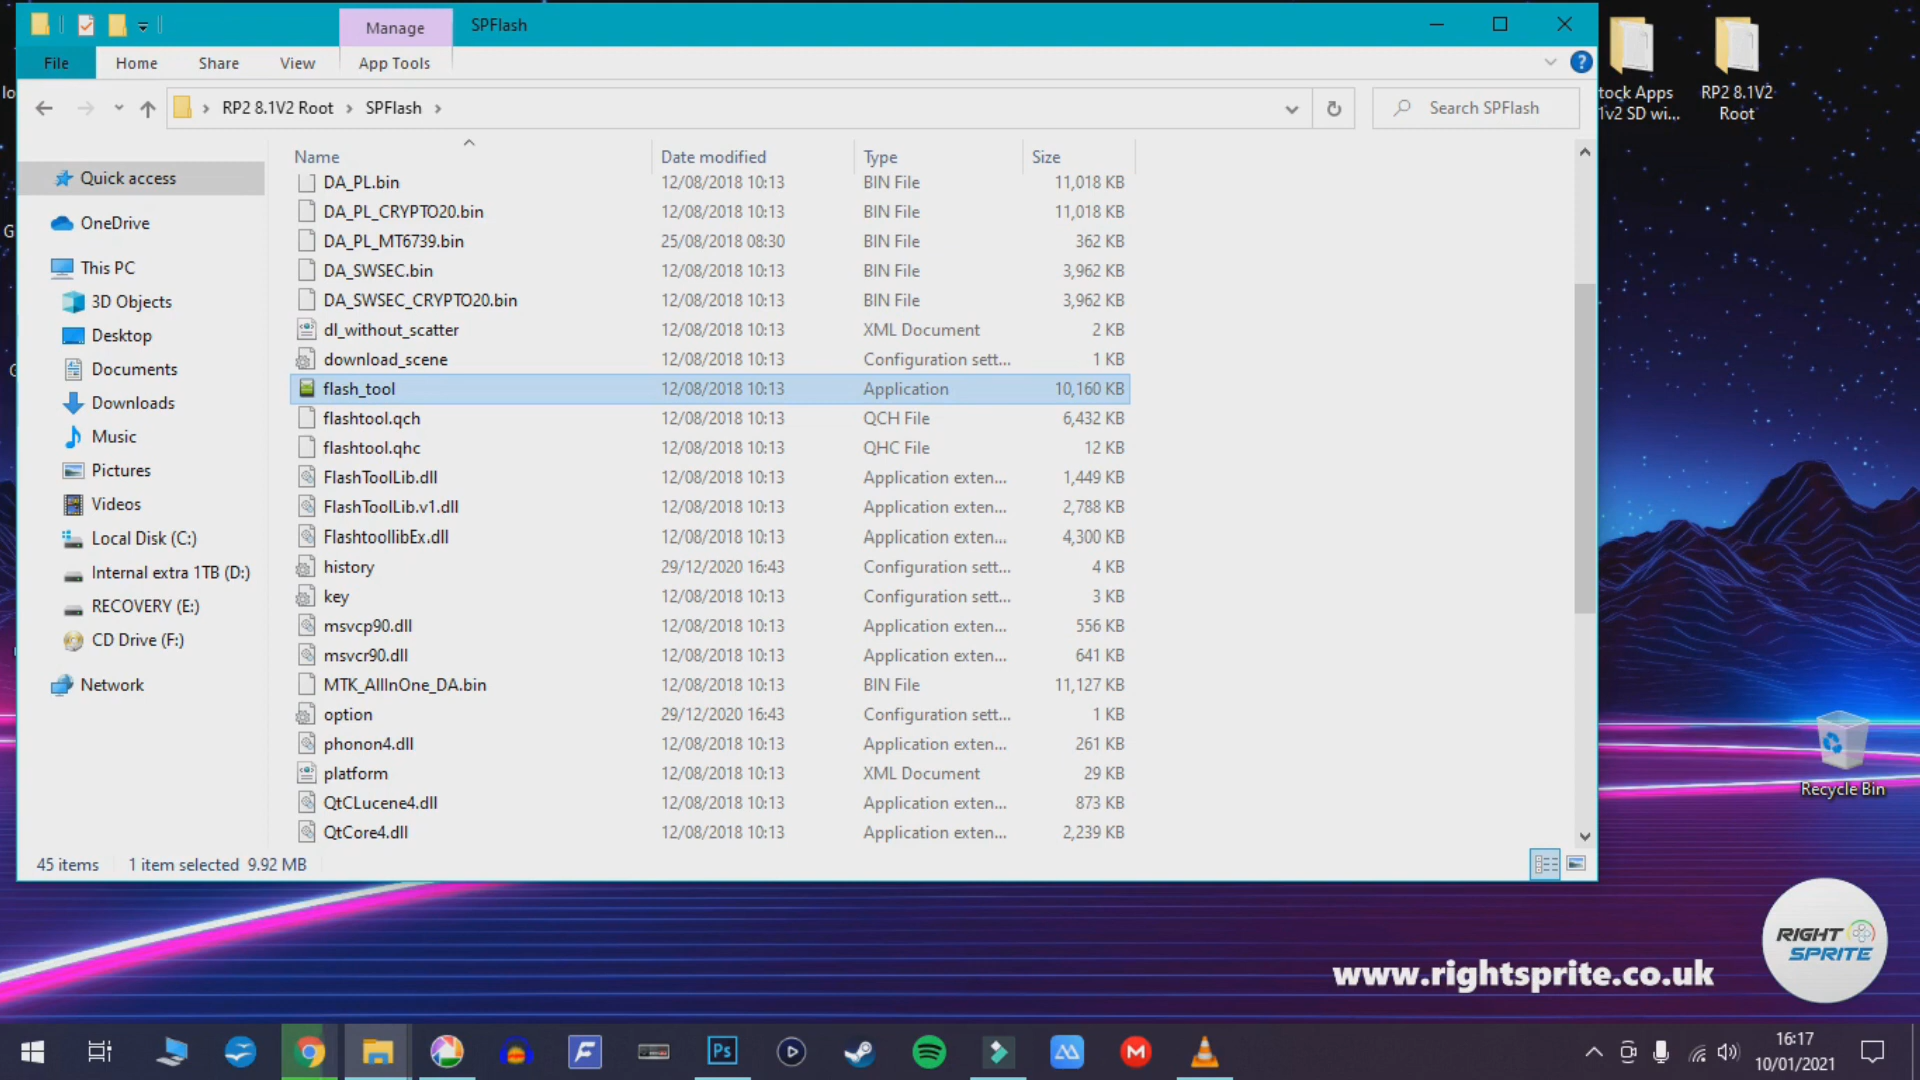 Manage
SPFlash
File
Home
Share
View
App Tools
RP2 8.1V2 Root
SPFlash
Search SPFlash
Name
Date modified
Type
Size
DA_PL.bin 12/08/2018 10:13 BIN File 11,018 KB
DA_PL_CRYPTO20.bin 12/08/2018 10:13 BIN File 11,018 KB
DA_PL_MT6739.bin 25/08/2018 08:30 BIN File 362 KB
DA_SWSEC.bin 12/08/2018 10:13 BIN File 3,962 KB
DA_SWSEC_CRYPTO20.bin 12/08/2018 10:13 BIN File 3,962 KB
dl_without_scatter 12/08/2018 10:13 XML Document 2 KB
download_scene 12/08/2018 10:13 Configuration sett... 1 KB
flash_tool 12/08/2018 10:13 Application 10,160 KB
flashtool.qch 12/08/2018 10:13 QCH File 6,432 KB
flashtool.qhc 12/08/2018 10:13 QHC File 12 KB
FlashToolLib.dll 12/08/2018 10:13 Application exten... 1,449 KB
FlashToolLib.v1.dll 12/08/2018 10:13 Application exten... 2,788 KB
FlashtoollibEx.dll 12/08/2018 10:13 Application exten... 4,300 KB
history 29/12/2020 16:43 Configuration sett... 4 KB
key 12/08/2018 10:13 Configuration sett... 3 KB
msvcp90.dll 12/08/2018 10:13 Application exten... 556 KB
msvcr90.dll 12/08/2018 10:13 Application exten... 641 KB
MTK_AllInOne_DA.bin 12/08/2018 10:13 BIN File 11,127 KB
option 29/12/2020 16:43 Configuration sett... 1 KB
phonon4.dll 12/08/2018 10:13 Application exten... 261 KB
platform 12/08/2018 10:13 XML Document 29 KB
QtCLucene4.dll 12/08/2018 10:13 Application exten... 873 KB
QtCore4.dll 12/08/2018 10:13 Application exten... 2,239 KB
Quick access
OneDrive
This PC
3D Objects
Desktop
Documents
Downloads
Music
Pictures
Videos
Local Disk (C:)
Internal extra 1TB (D:)
RECOVERY (E:)
CD Drive (F:)
Network
45 items
1 item selected 9.92 MB
tock Apps
1v2 SD wi...
RP2 8.1V2
Root
Recycle Bin
RIGHT
SPRITE
www.rightsprite.co.uk
Ps
16:17
10/01/2021